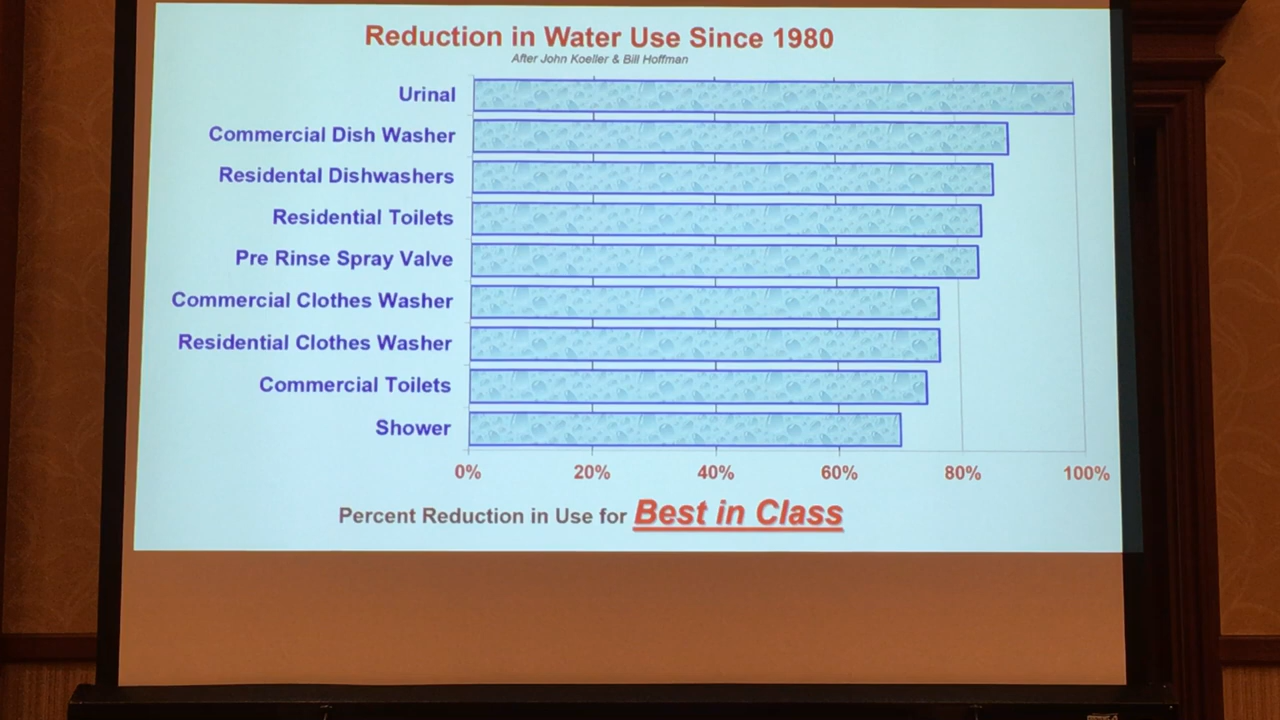 Reduction in Water Use Since 1980
After John Koeller & Bill Hoffman
Urinal
Commercial Dish Washer
Residental Dishwashers
Residential Toilets
Pre Rinse Spray Valve
Commercial Clothes Washer
Residential Clothes Washer
Commercial Toilets
Shower
0% 20% 40% 60% 80% 100%
Percent Reduction in Use for Best in Class